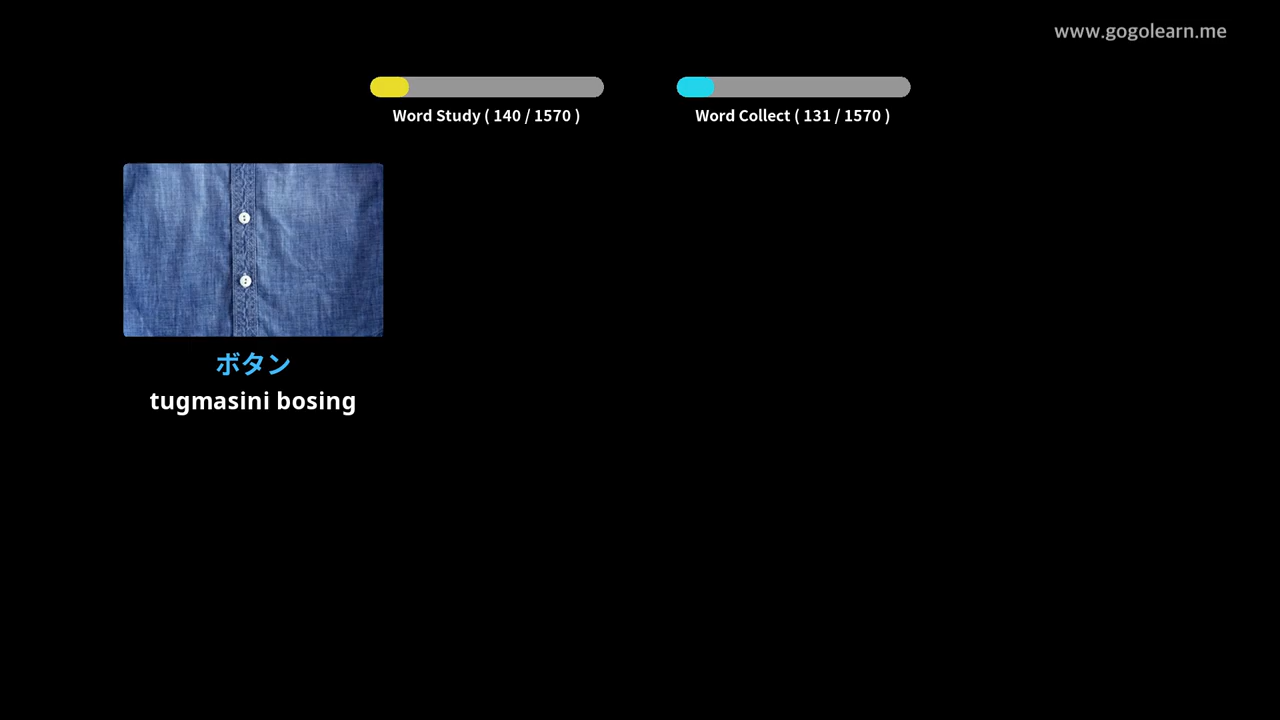 www.gogolearn.me
Word Study ( 140 / 1570 )
Word Collect ( 131 / 1570 )
ボタン
tugmasini bosing